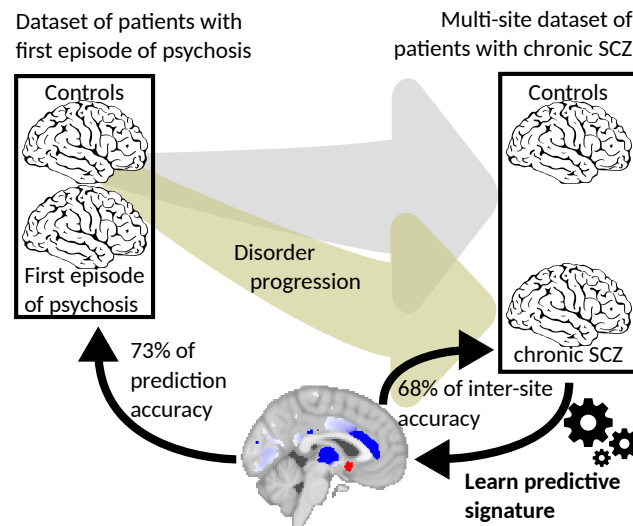 Dataset of patients with
first episode of psychosis
Multi-site dataset of
patients with chronic SCZ
Controls
Controls
First episode
of psychosis
Disorder
progression
chronic SCZ
73% of
prediction
accuracy
68% of inter-site
accuracy
Learn predictive
signature